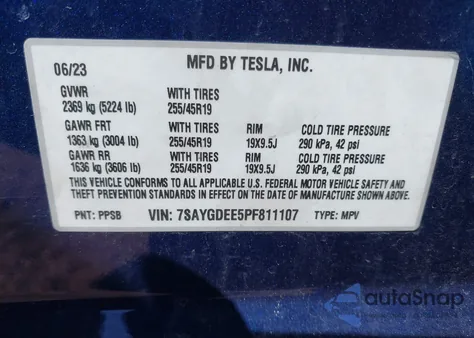 MFD BY TESLA, INC.
06/23
GVWR WITH TIRES
2369 kg (5224 lb) 255/45R19
GAWR FRT WITH TIRES RIM COLD TIRE PRESSURE
1363 kg (3004 lb) 255/45R19 19X9.5J 290 kPa, 42 psi
GAWR RR WITH TIRES RIM COLD TIRE PRESSURE
1636 kg (3606 lb) 255/45R19 19X9.5J 290 kPa, 42 psi
THIS VEHICLE CONFORMS TO ALL APPLICABLE U.S. FEDERAL MOTOR VEHICLE SAFETY AND
THEFT PREVENTION STANDARDS IN EFFECT ON THE DATE OF MANUFACTURE SHOWN ABOVE.
PNT: PPSB VIN: 7SAYGDEE5PF811107 TYPE: MPV
autoSnap